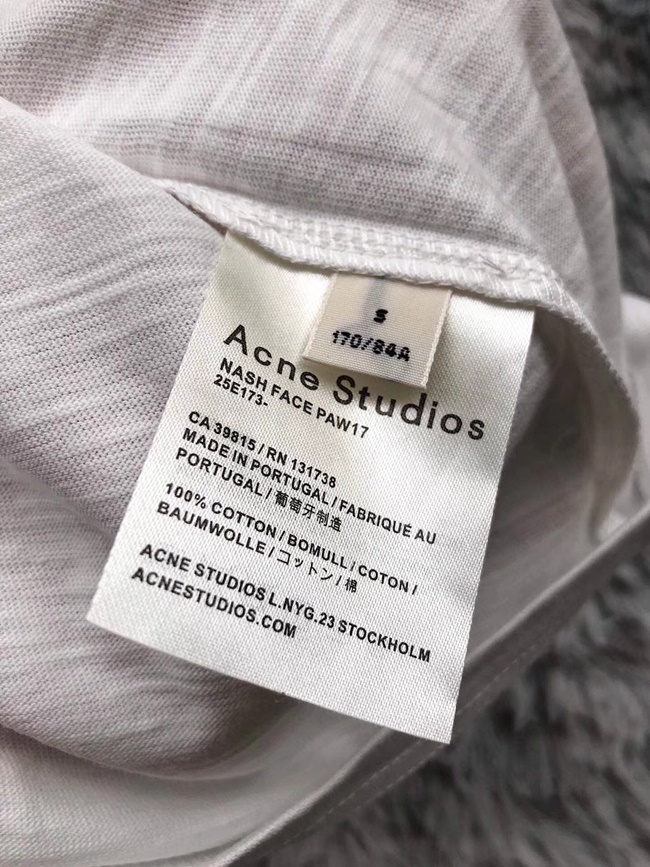 S
170/84A
Acne Studios
NASH FACE PAW17
25E173-
CA 39815 / RN 131738
MADE IN PORTUGAL / FABRIQUÉ AU
PORTUGAL / 葡萄牙制造
100% COTTON / BOMULL / COTON /
BAUMWOLLE / コットン / 棉
ACNE STUDIOS L.NYG.23 STOCKHOLM
ACNESTUDIOS.COM